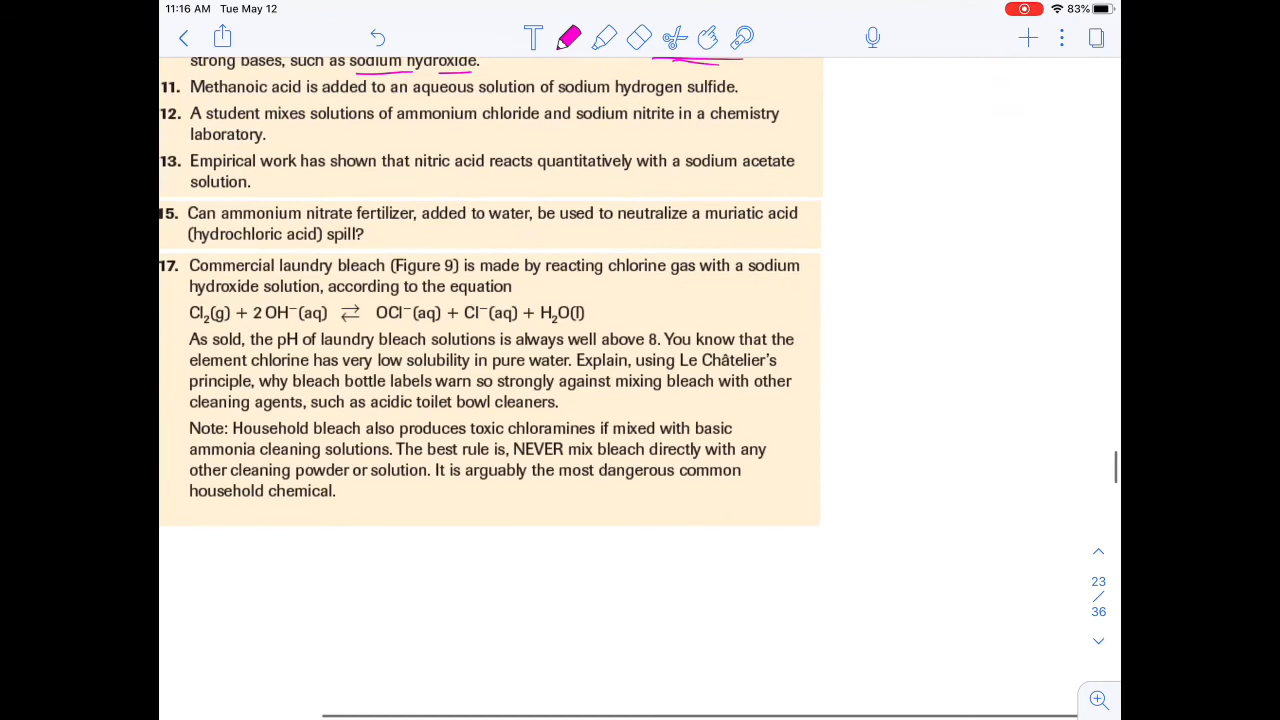 11:16 AM Tue May 12
83%
strong bases, such as sodium hydroxide.
11. Methanoic acid is added to an aqueous solution of sodium hydrogen sulfide.
12. A student mixes solutions of ammonium chloride and sodium nitrite in a chemistry
laboratory.
13. Empirical work has shown that nitric acid reacts quantitatively with a sodium acetate
solution.
15. Can ammonium nitrate fertilizer, added to water, be used to neutralize a muriatic acid
(hydrochloric acid) spill?
17. Commercial laundry bleach (Figure 9) is made by reacting chlorine gas with a sodium
hydroxide solution, according to the equation
Cl₂(g) + 2 OH⁻(aq) ⇄ OCl⁻(aq) + Cl⁻(aq) + H₂O(l)
As sold, the pH of laundry bleach solutions is always well above 8. You know that the
element chlorine has very low solubility in pure water. Explain, using Le Châtelier's
principle, why bleach bottle labels warn so strongly against mixing bleach with other
cleaning agents, such as acidic toilet bowl cleaners.
Note: Household bleach also produces toxic chloramines if mixed with basic
ammonia cleaning solutions. The best rule is, NEVER mix bleach directly with any
other cleaning powder or solution. It is arguably the most dangerous common
household chemical.
23
/
36